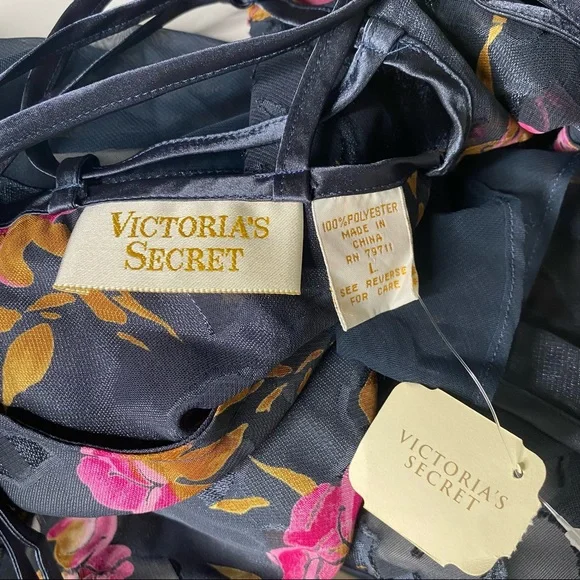 VICTORIA'S
SECRET
100% POLYESTER
MADE IN
CHINA
RN 79711
L
SEE REVERSE
FOR CARE
VICTORIA'S
SECRET